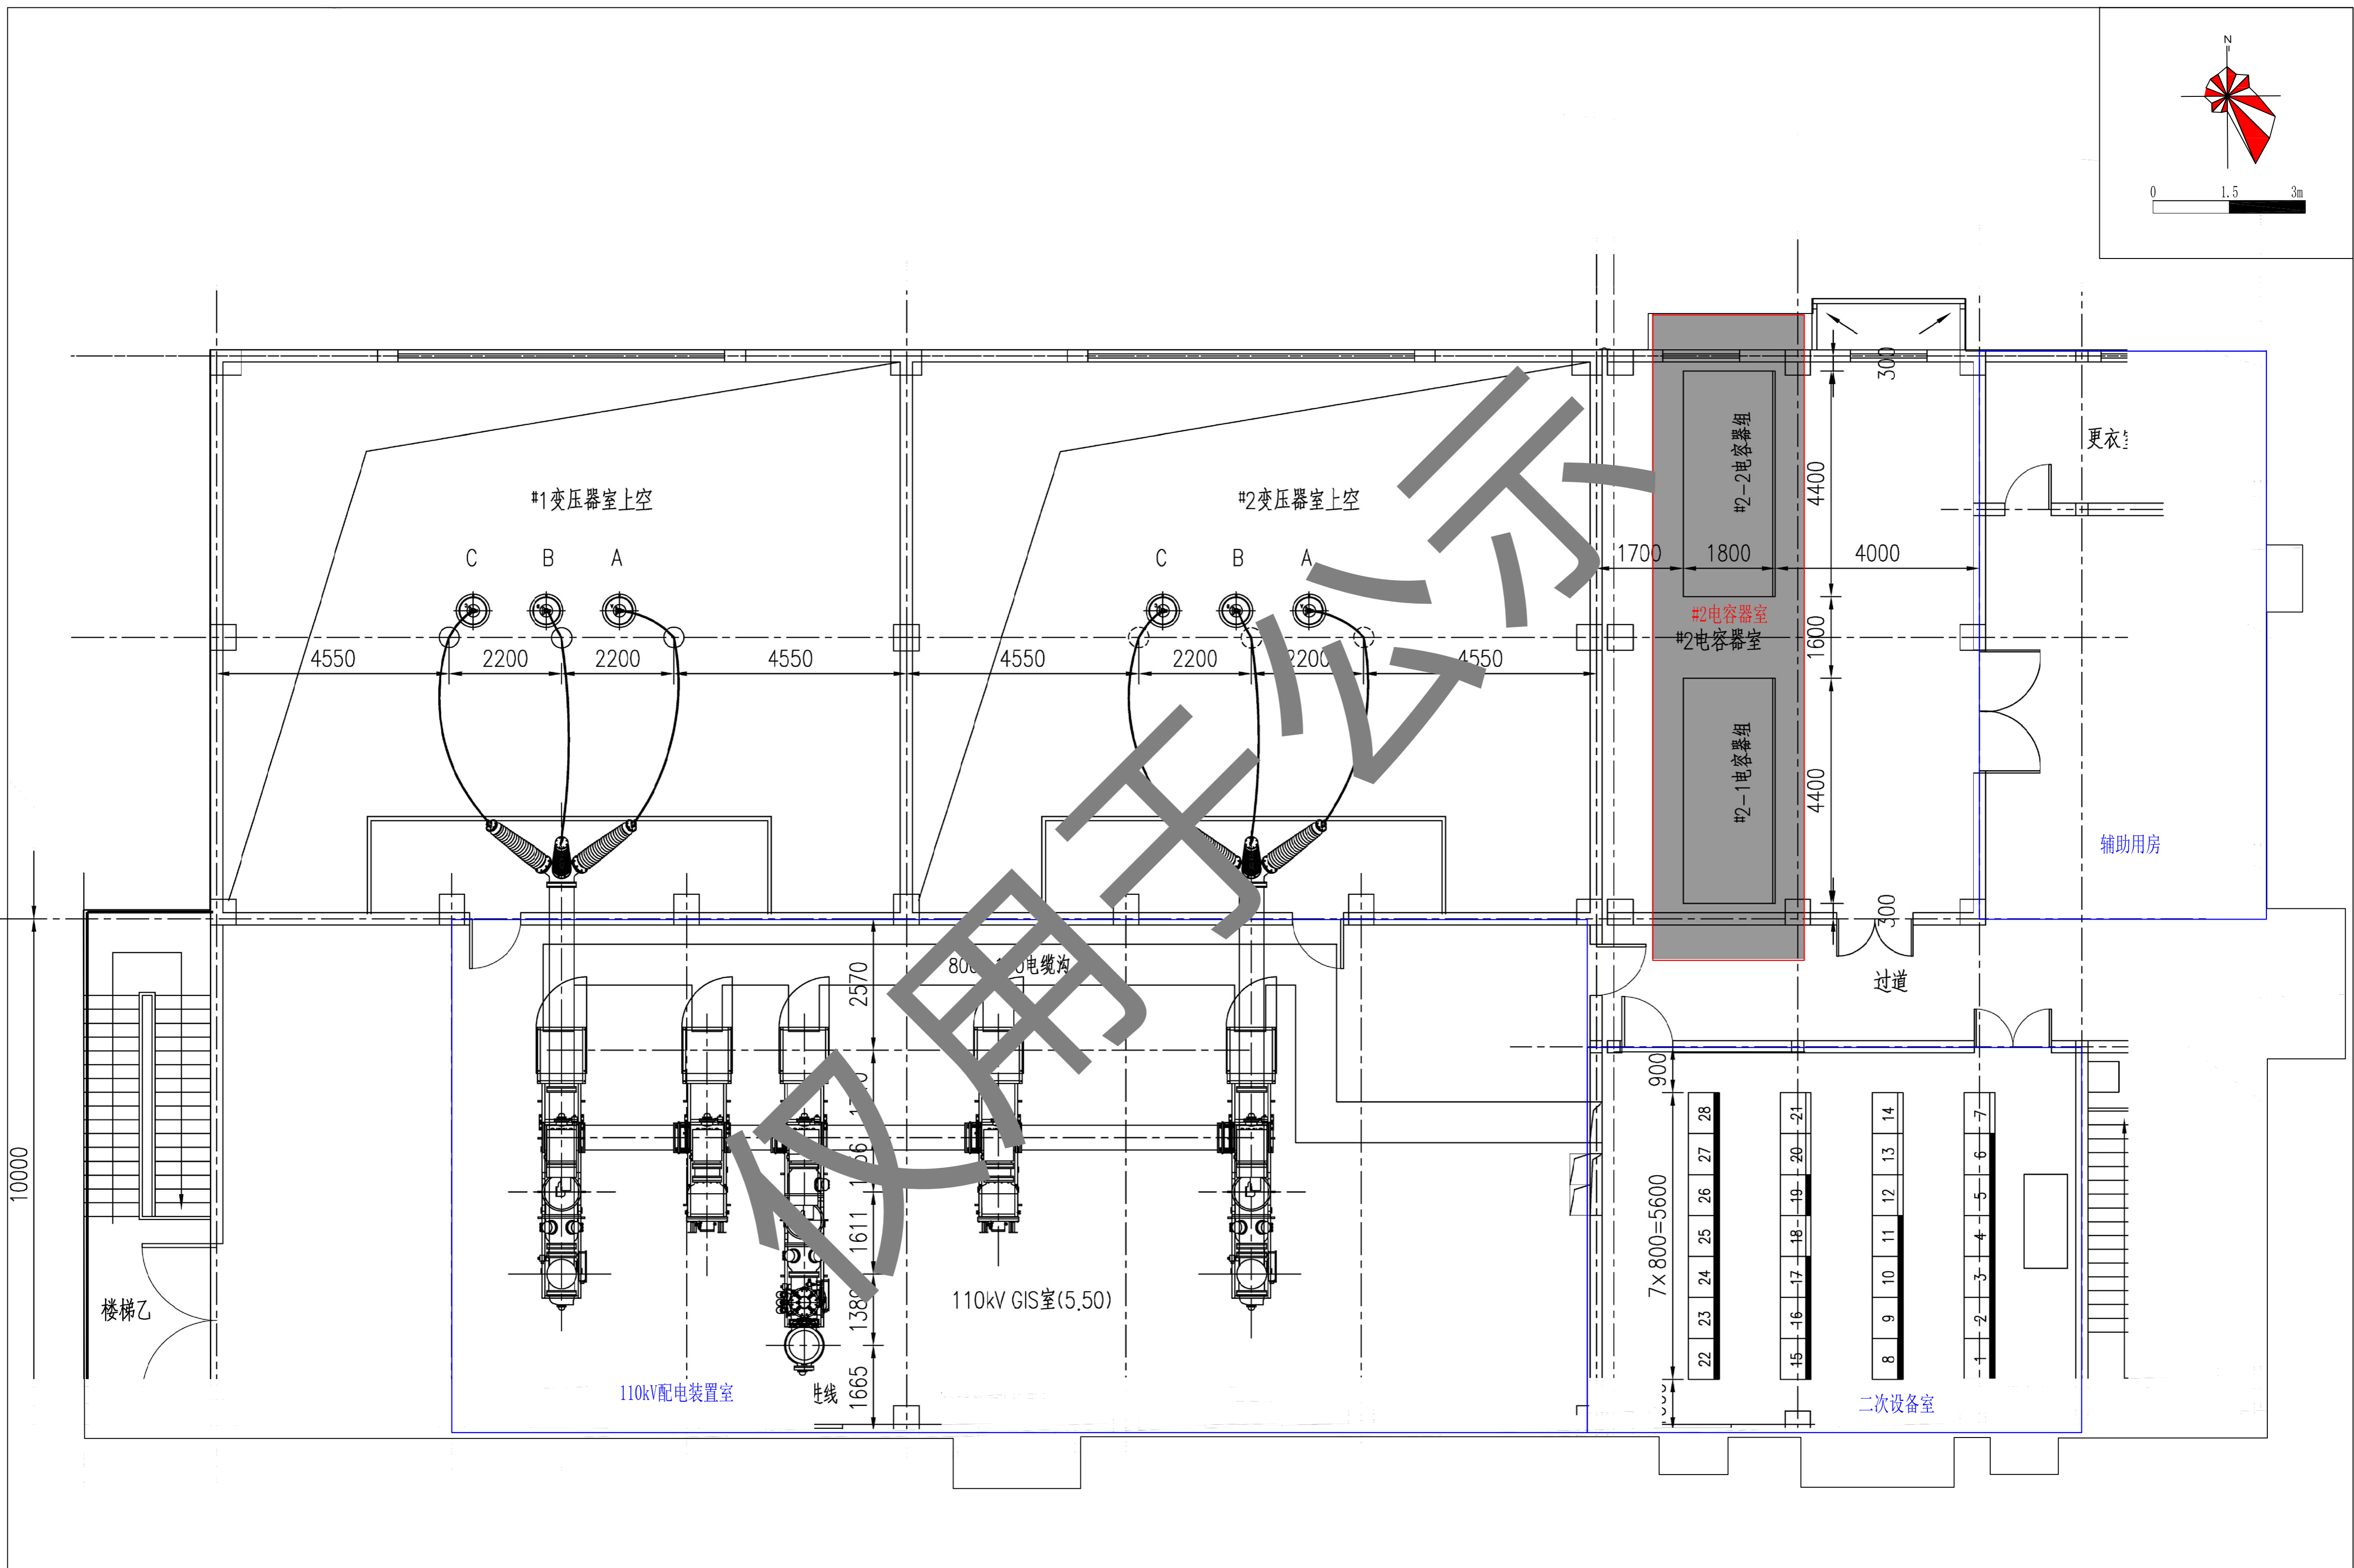 N
0 1.5 3m
300
#2-2电容器组
更衣
4400
#1变压器室上空
#2变压器室上空
C B A
C B A
1700 1800 4000
#2电容器室
#2电容器室
1600
4550 2200 2200 4550
4550 2200 2200 4550
#2-1电容器组
4400
辅助用房
300
过道
2570
电缆沟
900
10000
1611
7×800=5600
28 21 14 7
27 20 13 6
26 19 12 5
25 18 11 4
24 17 10 3
23 16 9 2
22 15 8 1
楼梯乙
110kV GIS室(5.50)
1665
110kV配电装置室
进线
二次设备室
仅用于公示